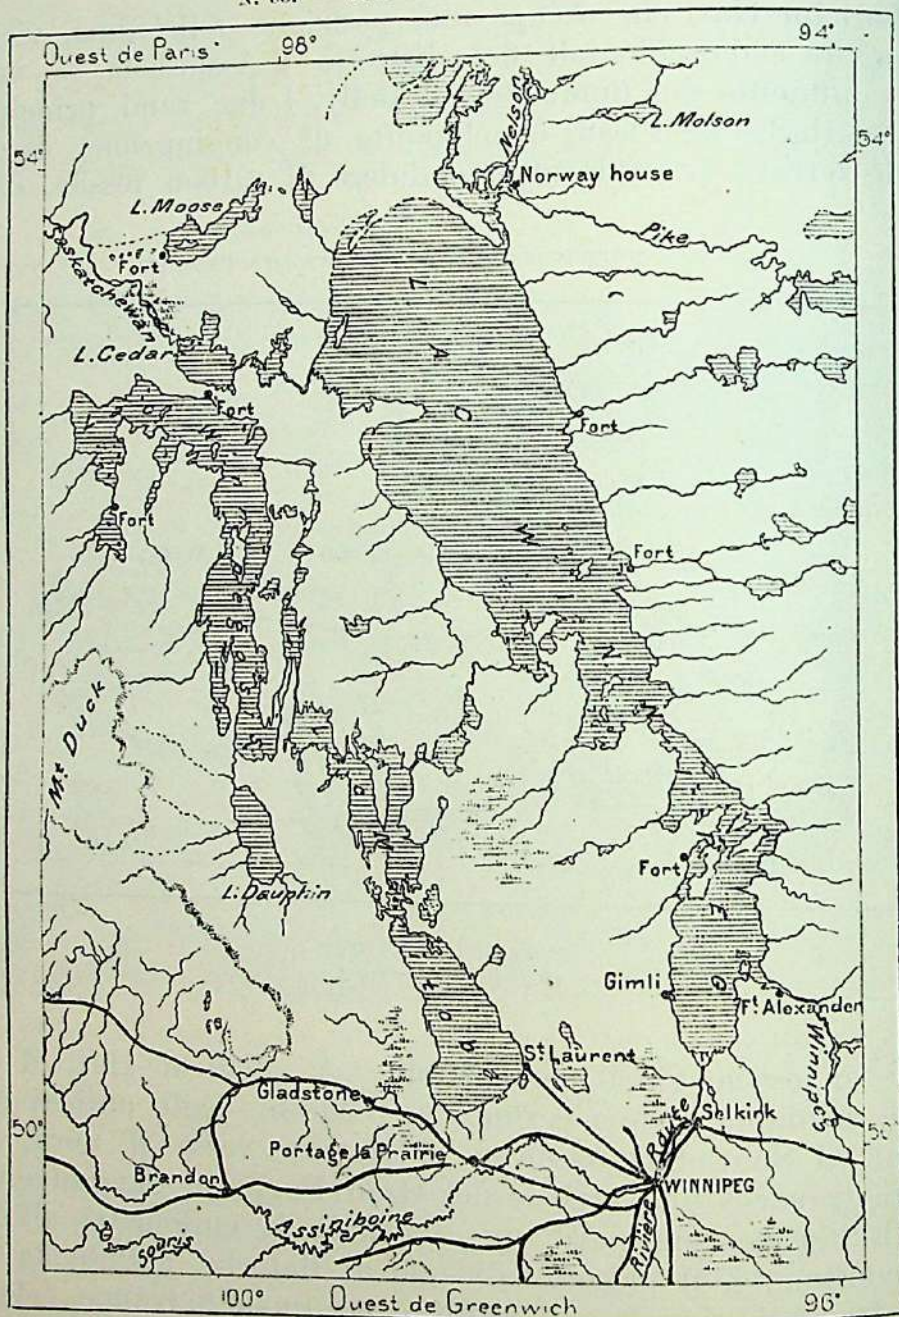 Ouest de Paris 98° 94°
54° 54°
Nelson
L. Molson
Norway house
L. Moose
Saskatchewan
Fort
Pike
L. Cedar
Fort
Fort
Fort
Fort
LAC WINNIPEG
Mt. Duck
L. Dauphin
Fort
Gimli
Ft. Alexander
Winnipeg
St. Laurent
Gladstone
Selkirk
50° 50°
Portage la Prairie
Brandon
WINNIPEG
Assiniboine
Souris
Rivière
100° Ouest de Greenwich 96°